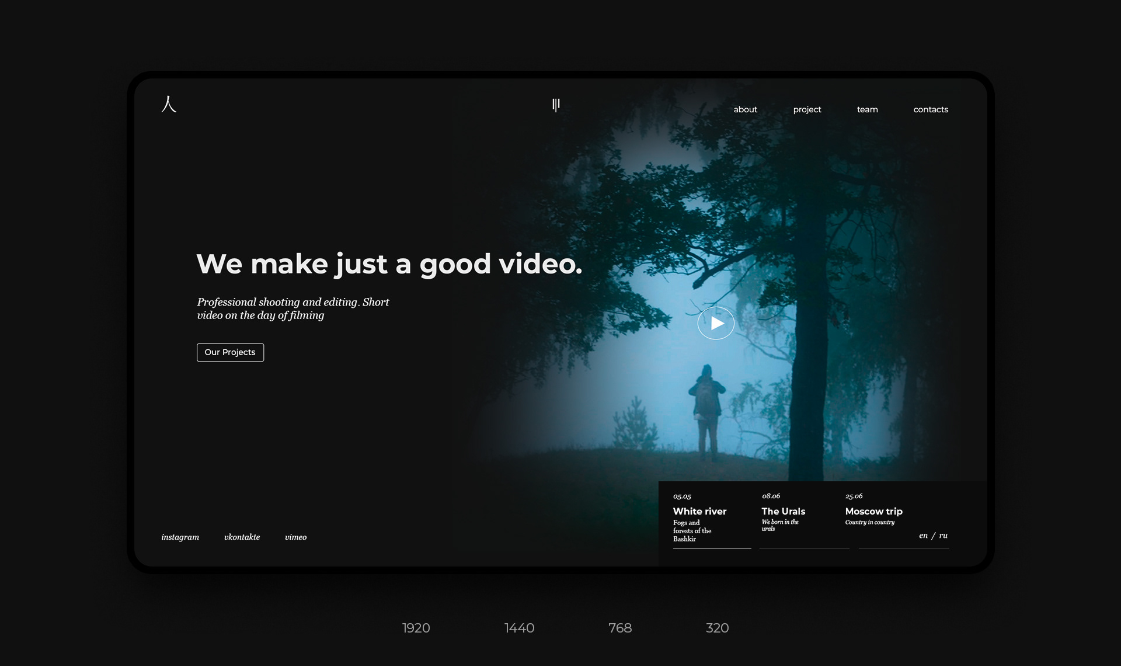 人
about
project
team
contacts
We make just a good video.
Professional shooting and editing. Short
video on the day of filming
Our Projects
05.05
White river
Fogs and
forests of the
Bashkir
08.06
The Urals
We born in the
urals
25.06
Moscow trip
Country in country
en / ru
instagram
vkontakte
vimeo
1920
1440
768
320